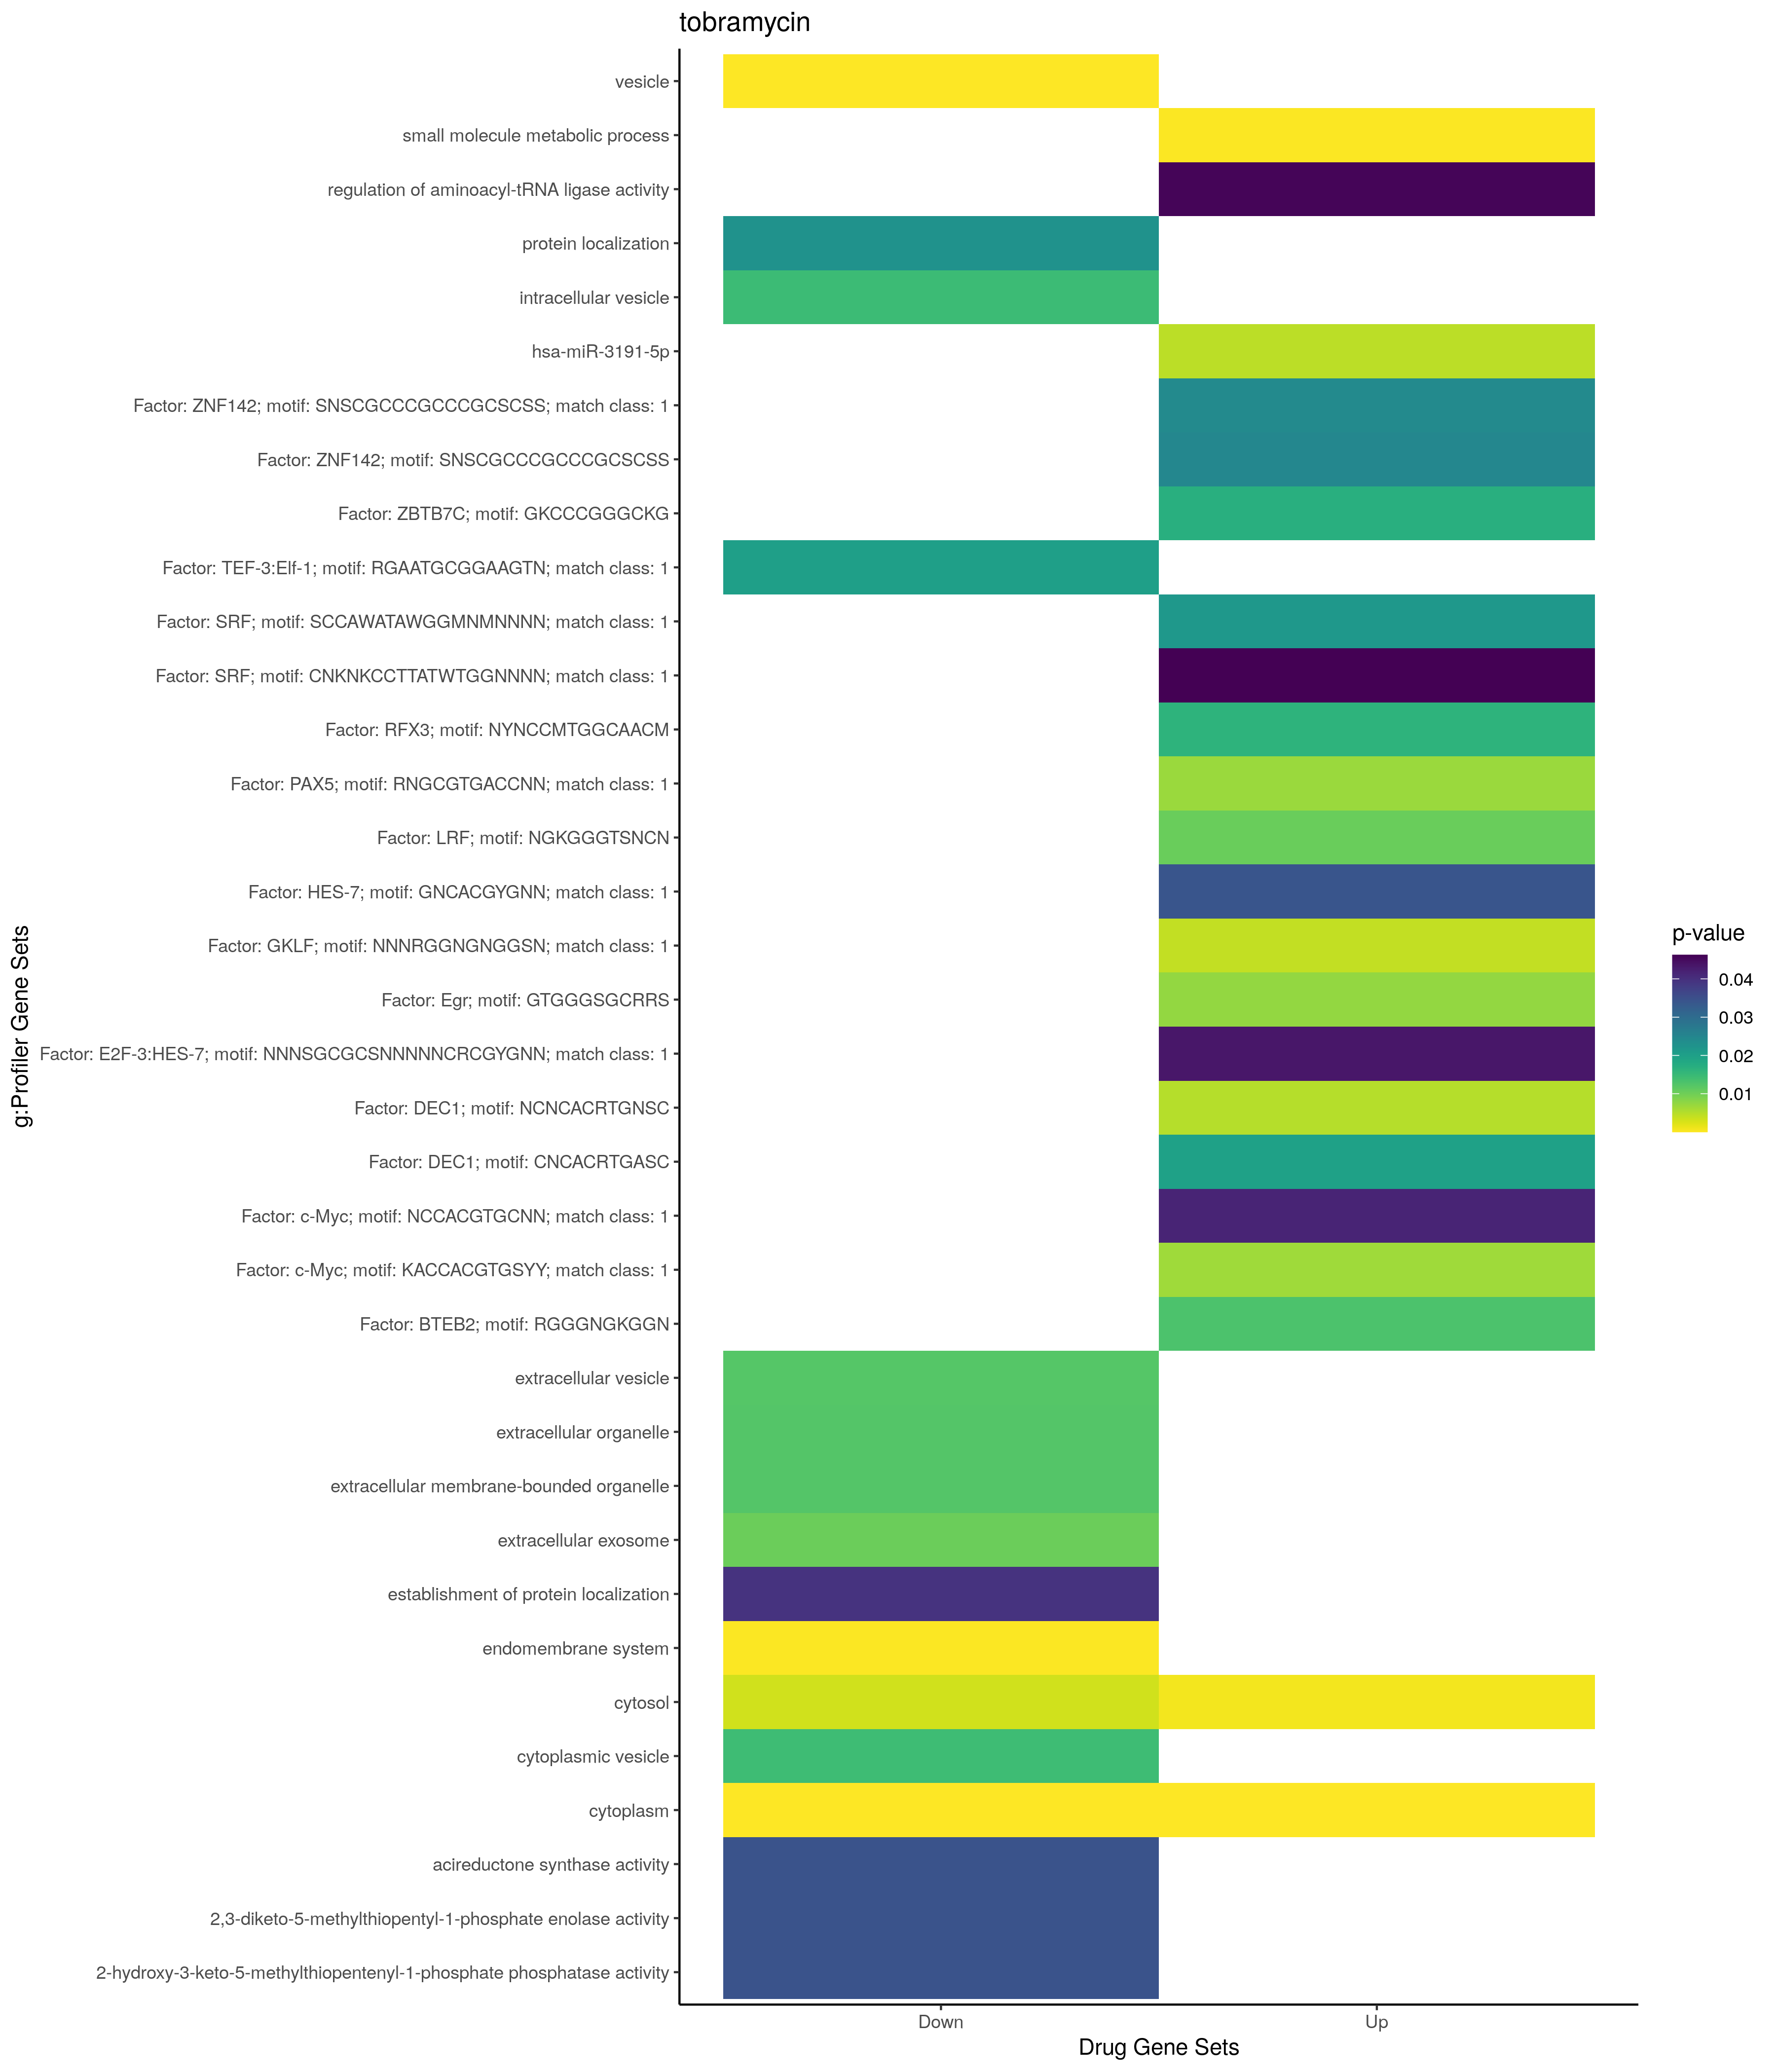 tobramycin
vesicle
small molecule metabolic process
regulation of aminoacyl-tRNA ligase activity
protein localization
intracellular vesicle
hsa-miR-3191-5p
Factor: ZNF142; motif: SNSCGCCCGCCCGCSCSS; match class: 1
Factor: ZNF142; motif: SNSCGCCCGCCCGCSCSS
Factor: ZBTB7C; motif: GKCCCGGGCKG
Factor: TEF-3:Elf-1; motif: RGAATGCGGAAGTN; match class: 1
Factor: SRF; motif: SCCAWATAWGGMNMNNNN; match class: 1
Factor: SRF; motif: CNKNKCCTTATWTGGNNNN; match class: 1
Factor: RFX3; motif: NYNCCMTGGCAACM
Factor: PAX5; motif: RNGCGTGACCNN; match class: 1
Factor: LRF; motif: NGKGGGTSNCN
Factor: HES-7; motif: GNCACGYGNN; match class: 1
Factor: GKLF; motif: NNNRGGNGNGGSN; match class: 1
Factor: Egr; motif: GTGGGSGCRRS
Factor: E2F-3:HES-7; motif: NNNSGCGCSNNNNNCRCGYGNN; match class: 1
Factor: DEC1; motif: NCNCACRTGNSC
Factor: DEC1; motif: CNCACRTGASC
Factor: c-Myc; motif: NCCACGTGCNN; match class: 1
Factor: c-Myc; motif: KACCACGTGSYY; match class: 1
Factor: BTEB2; motif: RGGGNGKGGN
extracellular vesicle
extracellular organelle
extracellular membrane-bounded organelle
extracellular exosome
establishment of protein localization
endomembrane system
cytosol
cytoplasmic vesicle
cytoplasm
acireductone synthase activity
2,3-diketo-5-methylthiopentyl-1-phosphate enolase activity
2-hydroxy-3-keto-5-methylthiopentenyl-1-phosphate phosphatase activity
g:Profiler Gene Sets
Down
Up
Drug Gene Sets
p-value
0.04
0.03
0.02
0.01